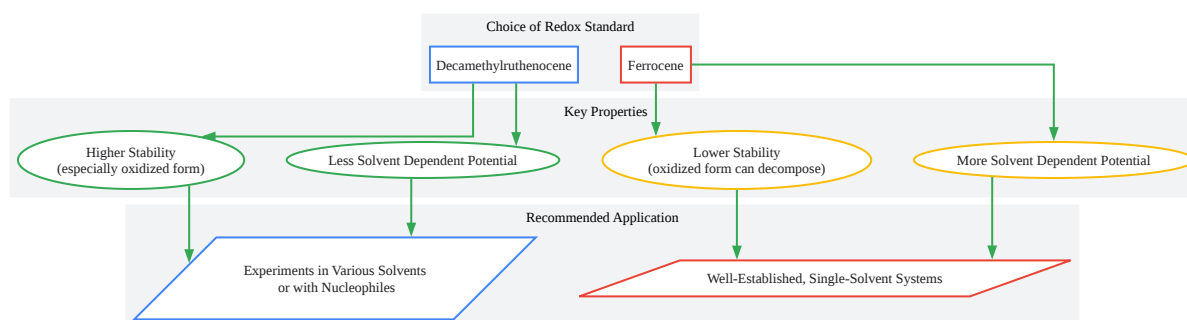 Choice of Redox Standard
Decamethylruthenocene
Ferrocene
Key Properties
Higher Stability
(especially oxidized form)
Less Solvent Dependent Potential
Lower Stability
(oxidized form can decompose)
More Solvent Dependent Potential
Recommended Application
Experiments in Various Solvents
or with Nucleophiles
Well-Established, Single-Solvent Systems